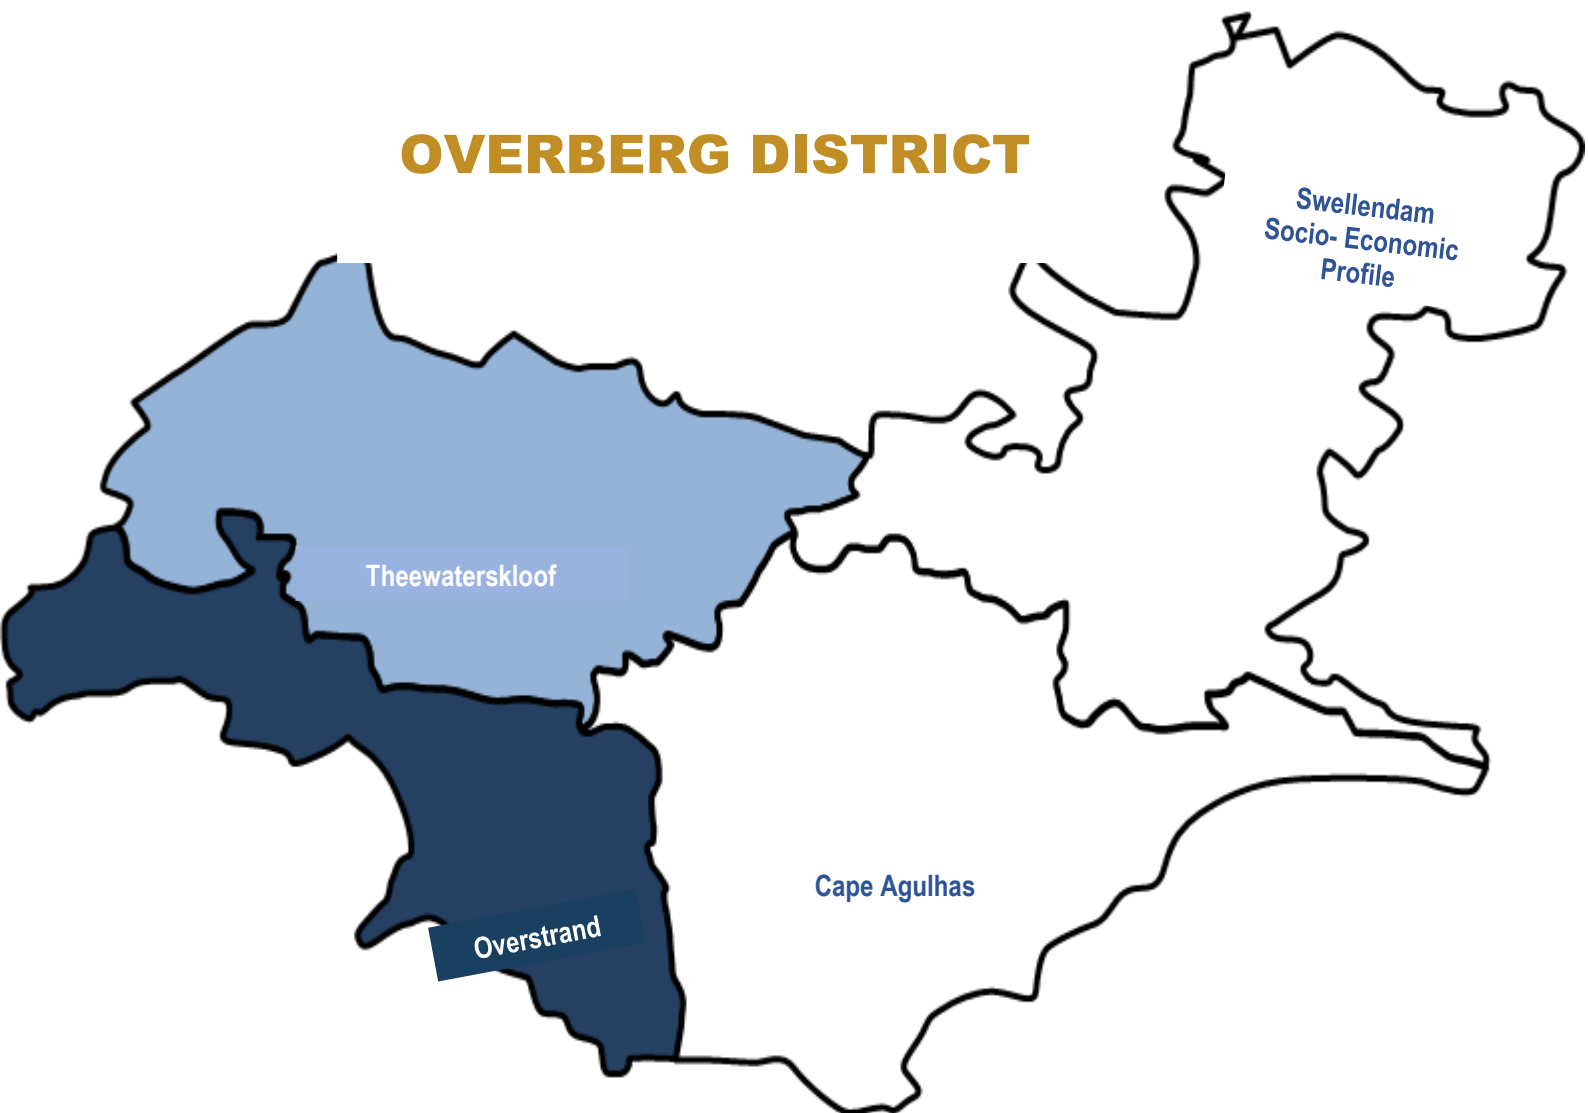 OVERBERG DISTRICT
Swellendam
Socio- Economic
Profile
Theewaterskloof
Cape Agulhas
Overstrand